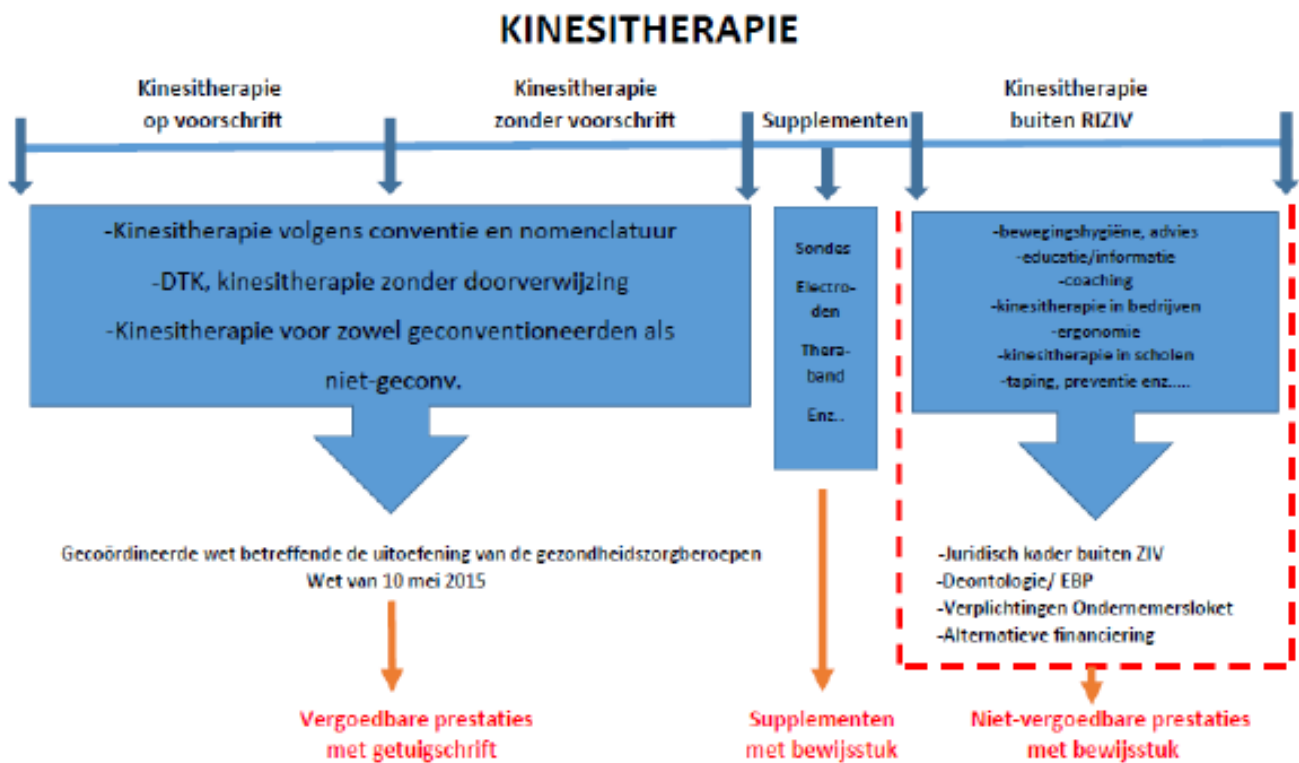 KINESITHERAPIE
Kinesitherapie
op voorschrift
Kinesitherapie
zonder voorschrift
Supplementen
Kinesitherapie
buiten RIZIV
-Kinesitherapie volgens conventie en nomenclatuur
-DTK, kinesitherapie zonder doorverwijzing
-Kinesitherapie voor zowel geconventioneerden als
niet-geconv.
Sondes
Electro-
den
Thera-
band
Enz..
-bewegingshygiëne, advies
-educatie/informatie
-coaching
-kinesitherapie in bedrijven
-ergonomie
-kinesitherapie in scholen
-taping, preventie enz.....
Gecoördineerde wet betreffende de uitoefening van de gezondheidszorgberoepen
Wet van 10 mei 2015
-Juridisch kader buiten ZIV
-Deontologie/ EBP
-Verplichtingen Ondernemersloket
-Alternatieve financiering
Vergoedbare prestaties
met getuigschrift
Supplementen
met bewijsstuk
Niet-vergoedbare prestaties
met bewijsstuk